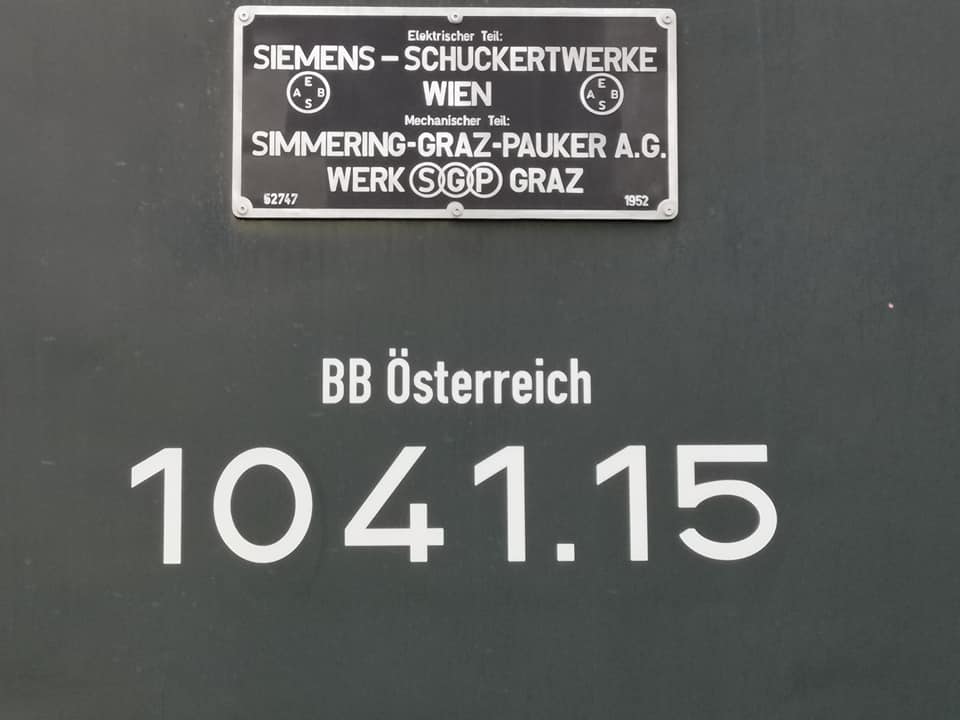 Elektrischer Teil:
SIEMENS – SCHUCKERTWERKE
WIEN
A E B S
A E B S
Mechanischer Teil:
SIMMERING-GRAZ-PAUKER A.G.
WERK SGP GRAZ
62747
1952
BB Österreich
1041.15